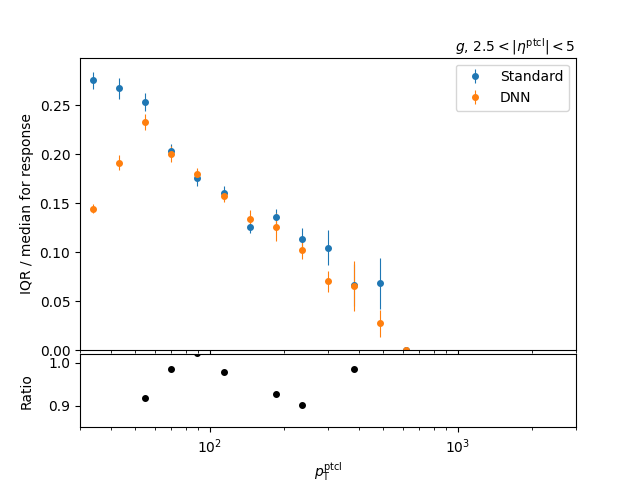 g, 2.5 < |η^ptcl| < 5
Standard
DNN
IQR / median for response
0.25
0.20
0.15
0.10
0.05
0.00
Ratio
1.0
0.9
10^2
10^3
p_T^ptcl